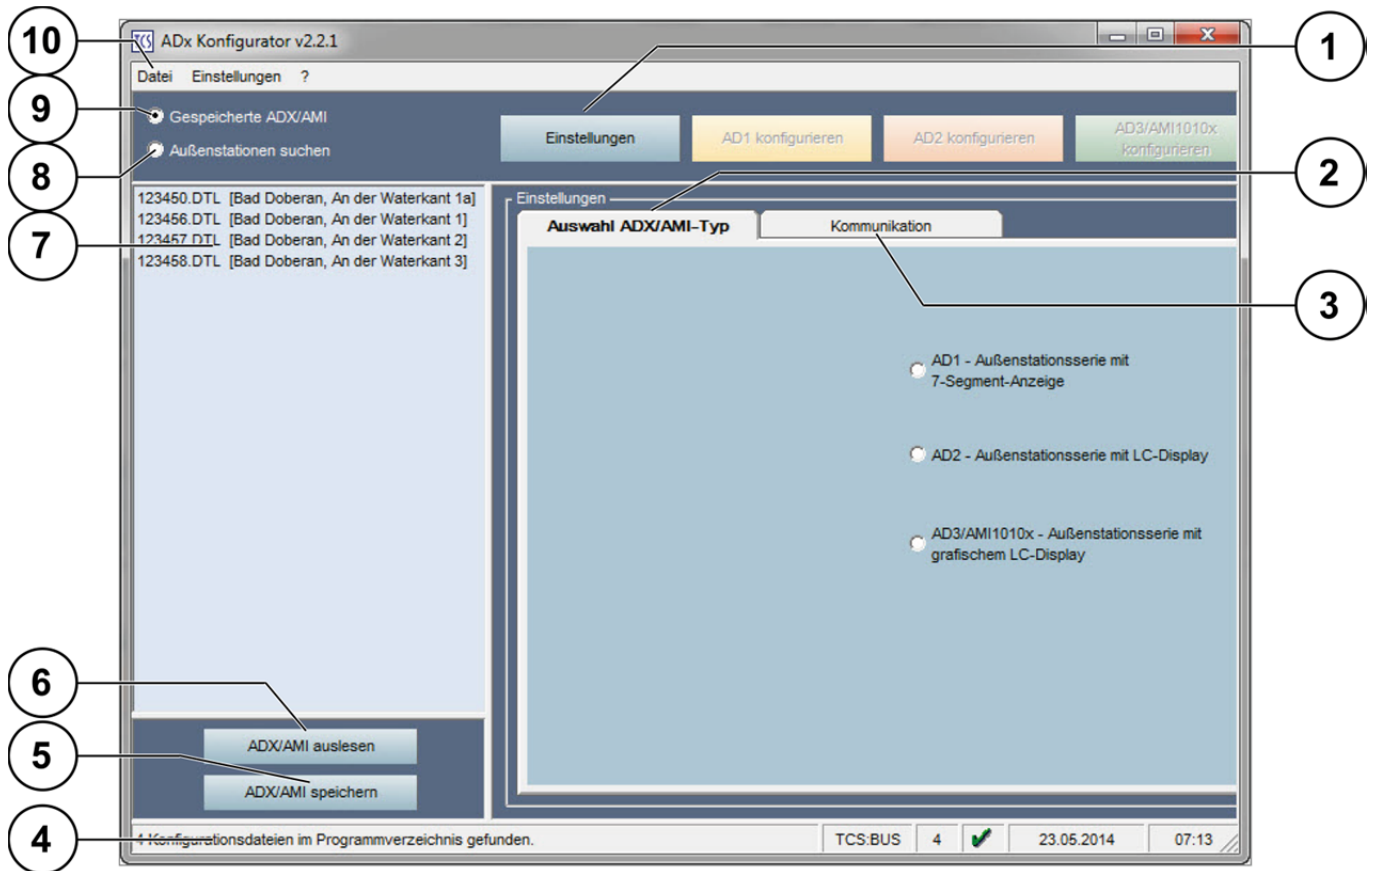 10
TCS ADx Konfigurator v2.2.1
1
Datei Einstellungen ?
9
Gespeicherte ADX/AMI
Einstellungen
AD1 konfigurieren
AD2 konfigurieren
AD3/AMI1010x
konfigurieren
8
Außenstationen suchen
2
123450.DTL [Bad Doberan, An der Waterkant 1a]
123456.DTL [Bad Doberan, An der Waterkant 1]
123457.DTL [Bad Doberan, An der Waterkant 2]
123458.DTL [Bad Doberan, An der Waterkant 3]
7
Einstellungen
Auswahl ADX/AMI-Typ
Kommunikation
3
AD1 - Außenstationsserie mit
7-Segment-Anzeige
AD2 - Außenstationsserie mit LC-Display
AD3/AMI1010x - Außenstationsserie mit
grafischem LC-Display
6
ADX/AMI auslesen
5
ADX/AMI speichern
4
4 Konfigurationsdateien im Programmverzeichnis gefunden.
TCS:BUS 4 23.05.2014 07:13